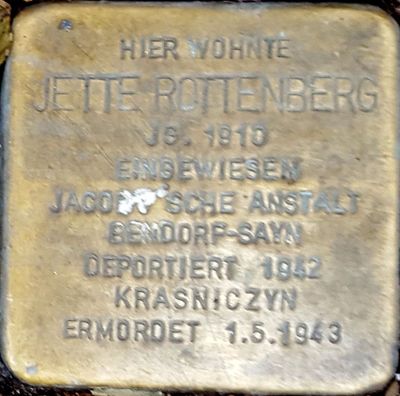 HIER WOHNTE
JETTE ROTTENBERG
JG. 1910
EINGEWIESEN
ANSTALT
BENDORF-SAYN
DEPORTIERT 1942
KRASNICZYN
ERMORDET 1.5.1943